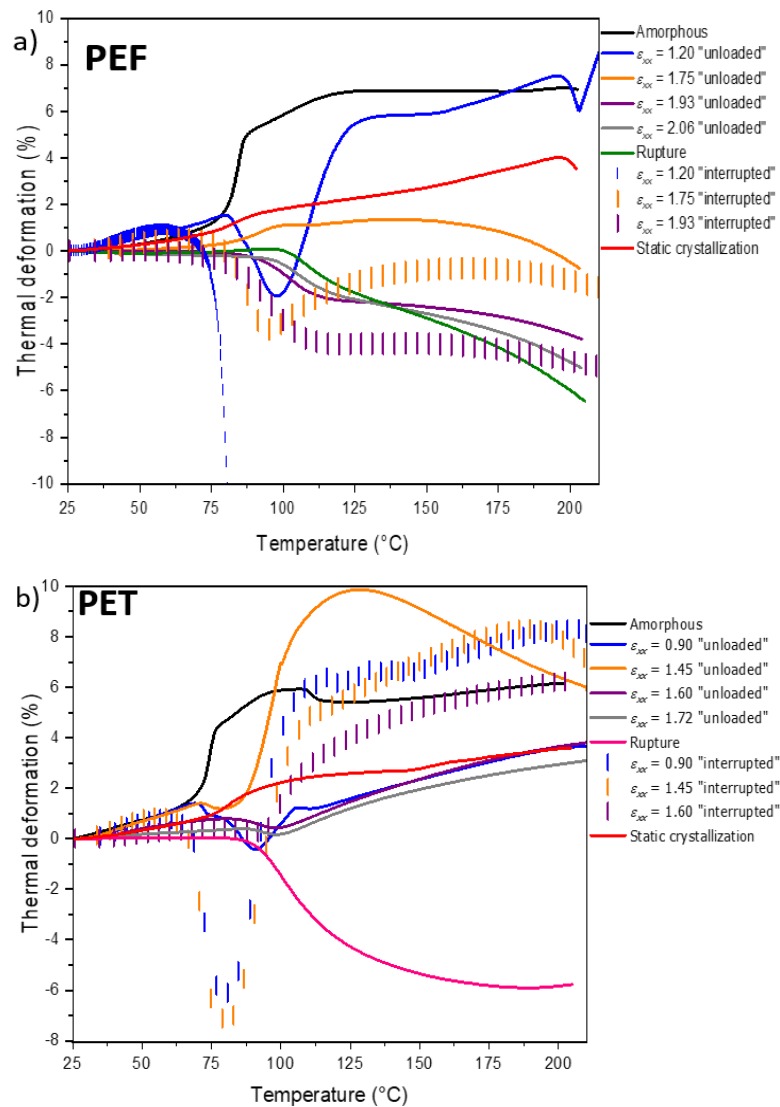 a)
PEF
10
8
6
4
2
0
-2
-4
-6
-8
-10
Thermal deformation (%)
25
50
75
100
125
150
175
200
Temperature (°C)
Amorphous
εxx = 1.20 "unloaded"
εxx = 1.75 "unloaded"
εxx = 1.93 "unloaded"
εxx = 2.06 "unloaded"
Rupture
εxx = 1.20 "interrupted"
εxx = 1.75 "interrupted"
εxx = 1.93 "interrupted"
Static crystallization
b)
PET
10
8
6
4
2
0
-2
-4
-6
-8
Thermal deformation (%)
25
50
75
100
125
150
175
200
Temperature (°C)
Amorphous
εxx = 0.90 "unloaded"
εxx = 1.45 "unloaded"
εxx = 1.60 "unloaded"
εxx = 1.72 "unloaded"
Rupture
εxx = 0.90 "interrupted"
εxx = 1.45 "interrupted"
εxx = 1.60 "interrupted"
Static crystallization